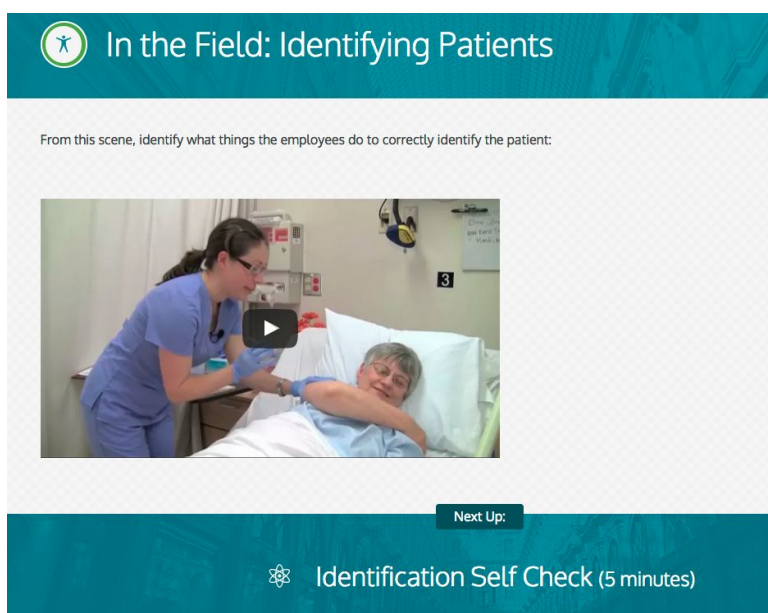 In the Field: Identifying Patients
From this scene, identify what things the employees do to correctly identify the patient:
3
Next Up:
Identification Self Check (5 minutes)